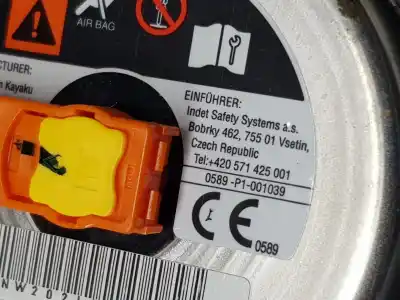 AIR BAG
TURER:
Kayaku
EINFÜHRER:
Indet Safety Systems a.s.
Bobrky 462, 755 01 Vsetin,
Czech Republic
Tel:+420 571 425 001
0589 -P1-001039
CE
0589